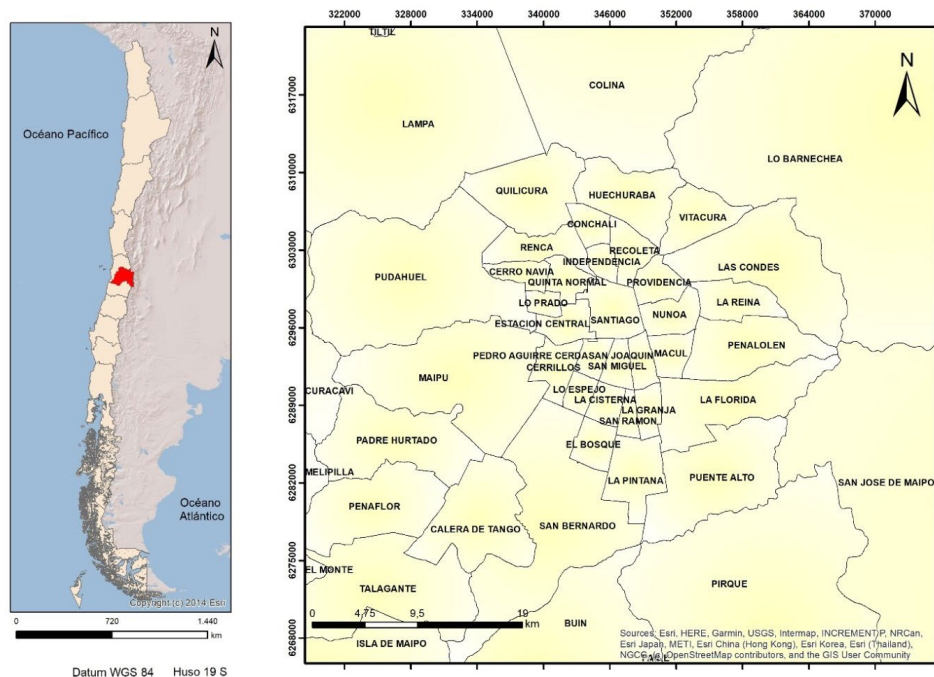 N
Océano Pacífico
Océano
Atlántico
Copyright (c) 2014 Esri
0 720 1.440
km
Datum WGS 84 Huso 19 S
322000 328000 334000 340000 346000 352000 358000 364000 370000
6317000
6310000
6303000
6296000
6289000
6282000
6275000
6268000
N
TILTIL
COLINA
LAMPA
LO BARNECHEA
QUILICURA
HUECHURABA
VITACURA
CONCHALI
RENCA
RECOLETA
INDEPENDENCIA
PUDAHUEL
CERRO NAVIA
LAS CONDES
QUINTA NORMAL
PROVIDENCIA
LO PRADO
LA REINA
ESTACION CENTRAL
SANTIAGO
NUNOA
PENALOLEN
PEDRO AGUIRRE CERDA
SAN JOAQUIN
MACUL
CERRILLOS
SAN MIGUEL
MAIPU
CURACAVI
LO ESPEJO
LA CISTERNA
LA FLORIDA
LA GRANJA
SAN RAMON
PADRE HURTADO
EL BOSQUE
MELIPILLA
LA PINTANA
PUENTE ALTO
SAN JOSE DE MAIPO
PENAFLOR
CALERA DE TANGO
SAN BERNARDO
EL MONTE
TALAGANTE
PIRQUE
0 4,75 9,5 19
km
BUIN
ISLA DE MAIPO
Sources: Esri, HERE, Garmin, USGS, Intermap, INCREMENT P, NRCan,
Esri Japan, METI, Esri China (Hong Kong), Esri Korea, Esri (Thailand),
NGCC, (c) OpenStreetMap contributors, and the GIS User Community